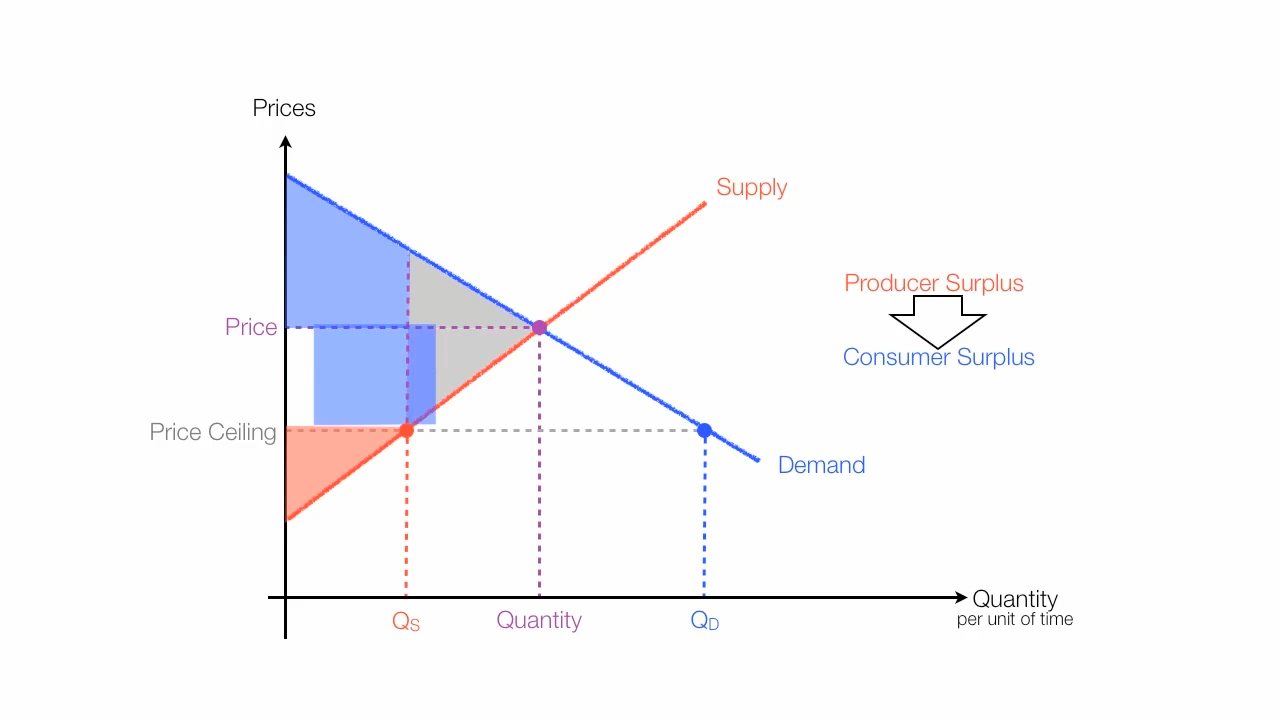 Prices
Supply
Producer Surplus
Price
Consumer Surplus
Price Ceiling
Demand
Quantity
per unit of time
QS
Quantity
QD